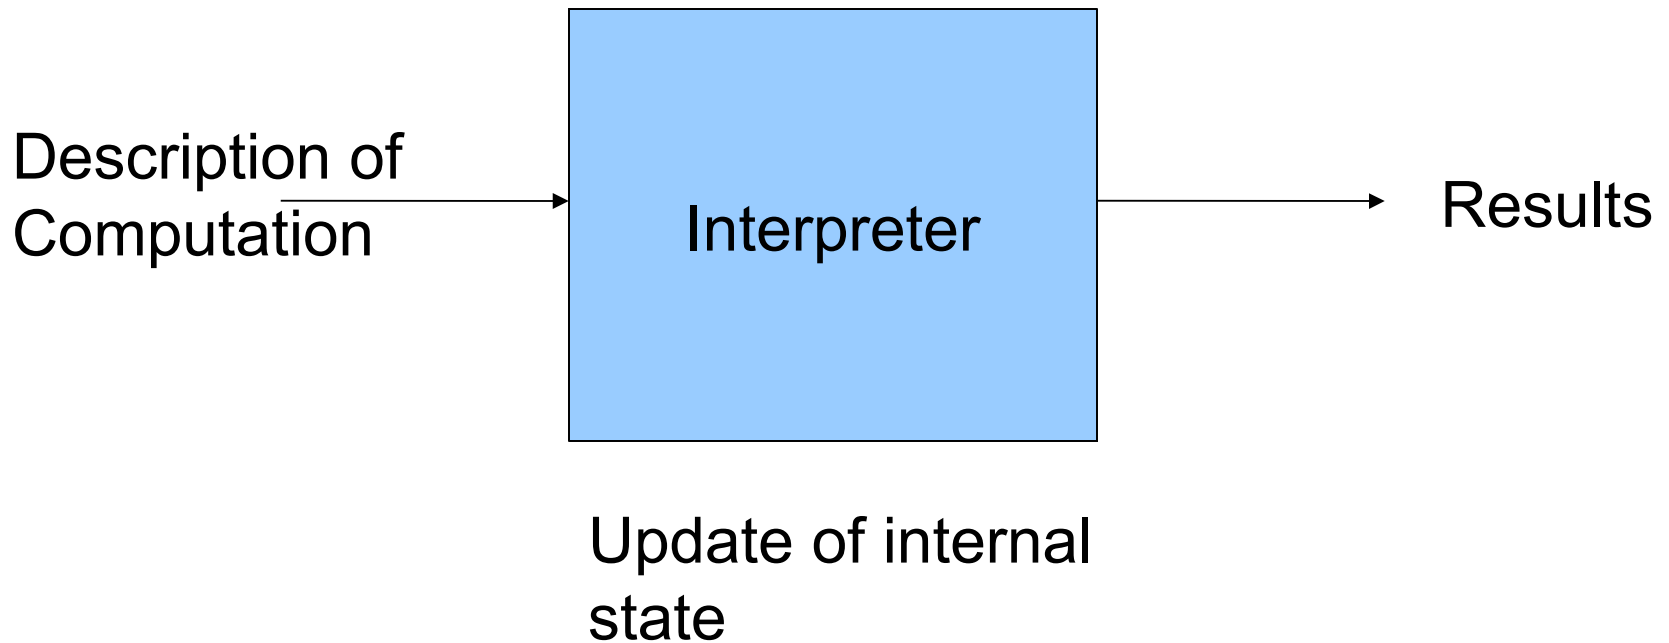 Description of
Computation
Interpreter
Results
Update of internal
state